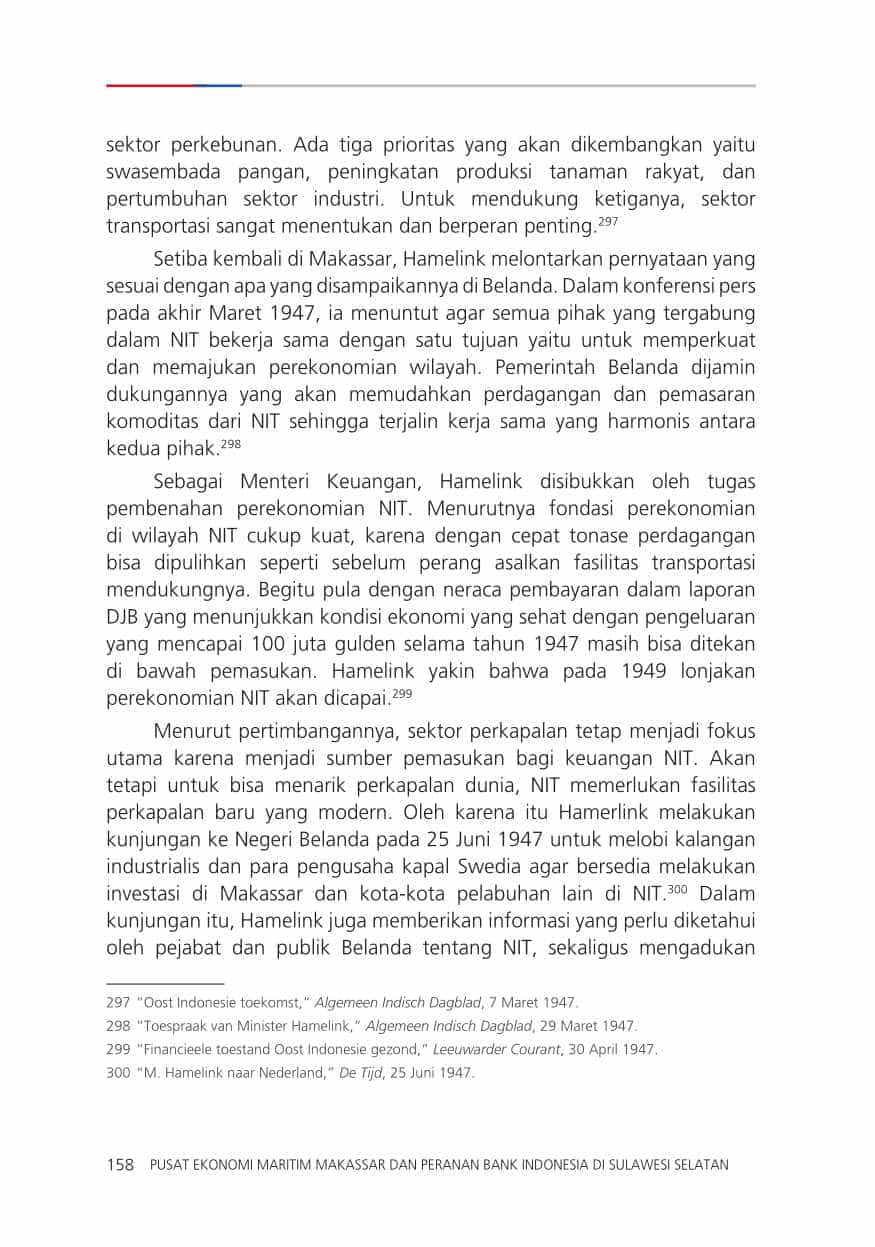 sektor perkebunan. Ada tiga prioritas yang akan dikembangkan yaitu
swasembada pangan, peningkatan produksi tanaman rakyat, dan
pertumbuhan sektor industri. Untuk mendukung ketiganya, sektor
transportasi sangat menentukan dan berperan penting.²⁹⁷
Setiba kembali di Makassar, Hamelink melontarkan pernyataan yang
sesuai dengan apa yang disampaikannya di Belanda. Dalam konferensi pers
pada akhir Maret 1947, ia menuntut agar semua pihak yang tergabung
dalam NIT bekerja sama dengan satu tujuan yaitu untuk memperkuat
dan memajukan perekonomian wilayah. Pemerintah Belanda dijamin
dukungannya yang akan memudahkan perdagangan dan pemasaran
komoditas dari NIT sehingga terjalin kerja sama yang harmonis antara
kedua pihak.²⁹⁸
Sebagai Menteri Keuangan, Hamelink disibukkan oleh tugas
pembenahan perekonomian NIT. Menurutnya fondasi perekonomian
di wilayah NIT cukup kuat, karena dengan cepat tonase perdagangan
bisa dipulihkan seperti sebelum perang asalkan fasilitas transportasi
mendukungnya. Begitu pula dengan neraca pembayaran dalam laporan
DJB yang menunjukkan kondisi ekonomi yang sehat dengan pengeluaran
yang mencapai 100 juta gulden selama tahun 1947 masih bisa ditekan
di bawah pemasukan. Hamelink yakin bahwa pada 1949 lonjakan
perekonomian NIT akan dicapai.²⁹⁹
Menurut pertimbangannya, sektor perkapalan tetap menjadi fokus
utama karena menjadi sumber pemasukan bagi keuangan NIT. Akan
tetapi untuk bisa menarik perkapalan dunia, NIT memerlukan fasilitas
perkapalan baru yang modern. Oleh karena itu Hamerlink melakukan
kunjungan ke Negeri Belanda pada 25 Juni 1947 untuk melobi kalangan
industrialis dan para pengusaha kapal Swedia agar bersedia melakukan
investasi di Makassar dan kota-kota pelabuhan lain di NIT.³⁰⁰ Dalam
kunjungan itu, Hamelink juga memberikan informasi yang perlu diketahui
oleh pejabat dan publik Belanda tentang NIT, sekaligus mengadukan
297 “Oost Indonesie toekomst,” Algemeen Indisch Dagblad, 7 Maret 1947.
298 “Toespraak van Minister Hamelink,” Algemeen Indisch Dagblad, 29 Maret 1947.
299 “Financieele toestand Oost Indonesie gezond,” Leeuwarder Courant, 30 April 1947.
300 “M. Hamelink naar Nederland,” De Tijd, 25 Juni 1947.
158 PUSAT EKONOMI MARITIM MAKASSAR DAN PERANAN BANK INDONESIA DI SULAWESI SELATAN